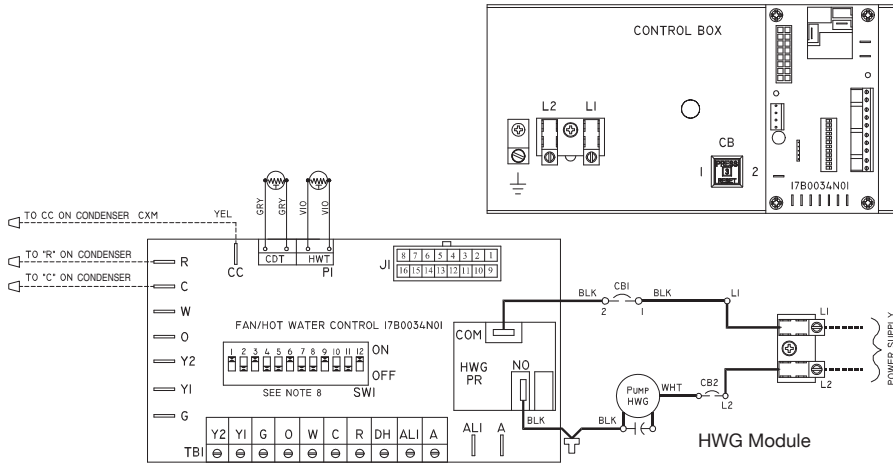 CONTROL BOX
L2 L1
CB
PRESS
3
RESET
1 2
17B0034N01
TO CC ON CONDENSER CXM YEL
GRY GRY VIO VIO
TO "R" ON CONDENSER
TO "C" ON CONDENSER
CC
CDT HWT
P1
J1
8 7 6 5 4 3 2 1
16 15 14 13 12 11 10 9
R
C
W
O
Y2
Y1
G
FAN/HOT WATER CONTROL 17B0034N01
1 2 3 4 5 6 7 8 9 10 11 12
ON
OFF
SEE NOTE 8 SW1
COM
HWG PR
NO
BLK CB1 BLK L1
2 1
L1
L2
POWER SUPPLY
PUMP HWG
WHT CB2
L2
BLK BLK
HWG Module
Y2 Y1 G O W C R DH AL1 A
TB1
AL1 A